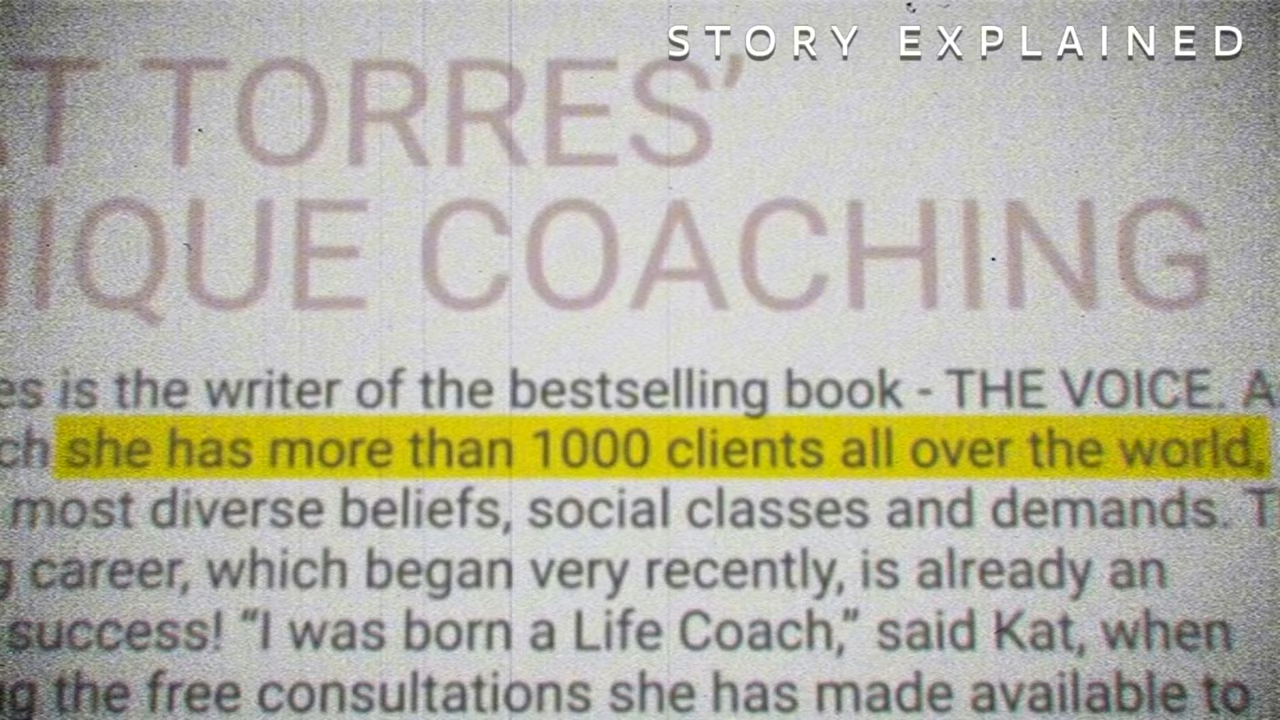 STORY EXPLAINED
T TORRES’
IQUE COACHING
es is the writer of the bestselling book - THE VOICE. A
ch she has more than 1000 clients all over the world,
most diverse beliefs, social classes and demands. T
g career, which began very recently, is already an
success! “I was born a Life Coach,” said Kat, when
g the free consultations she has made available to